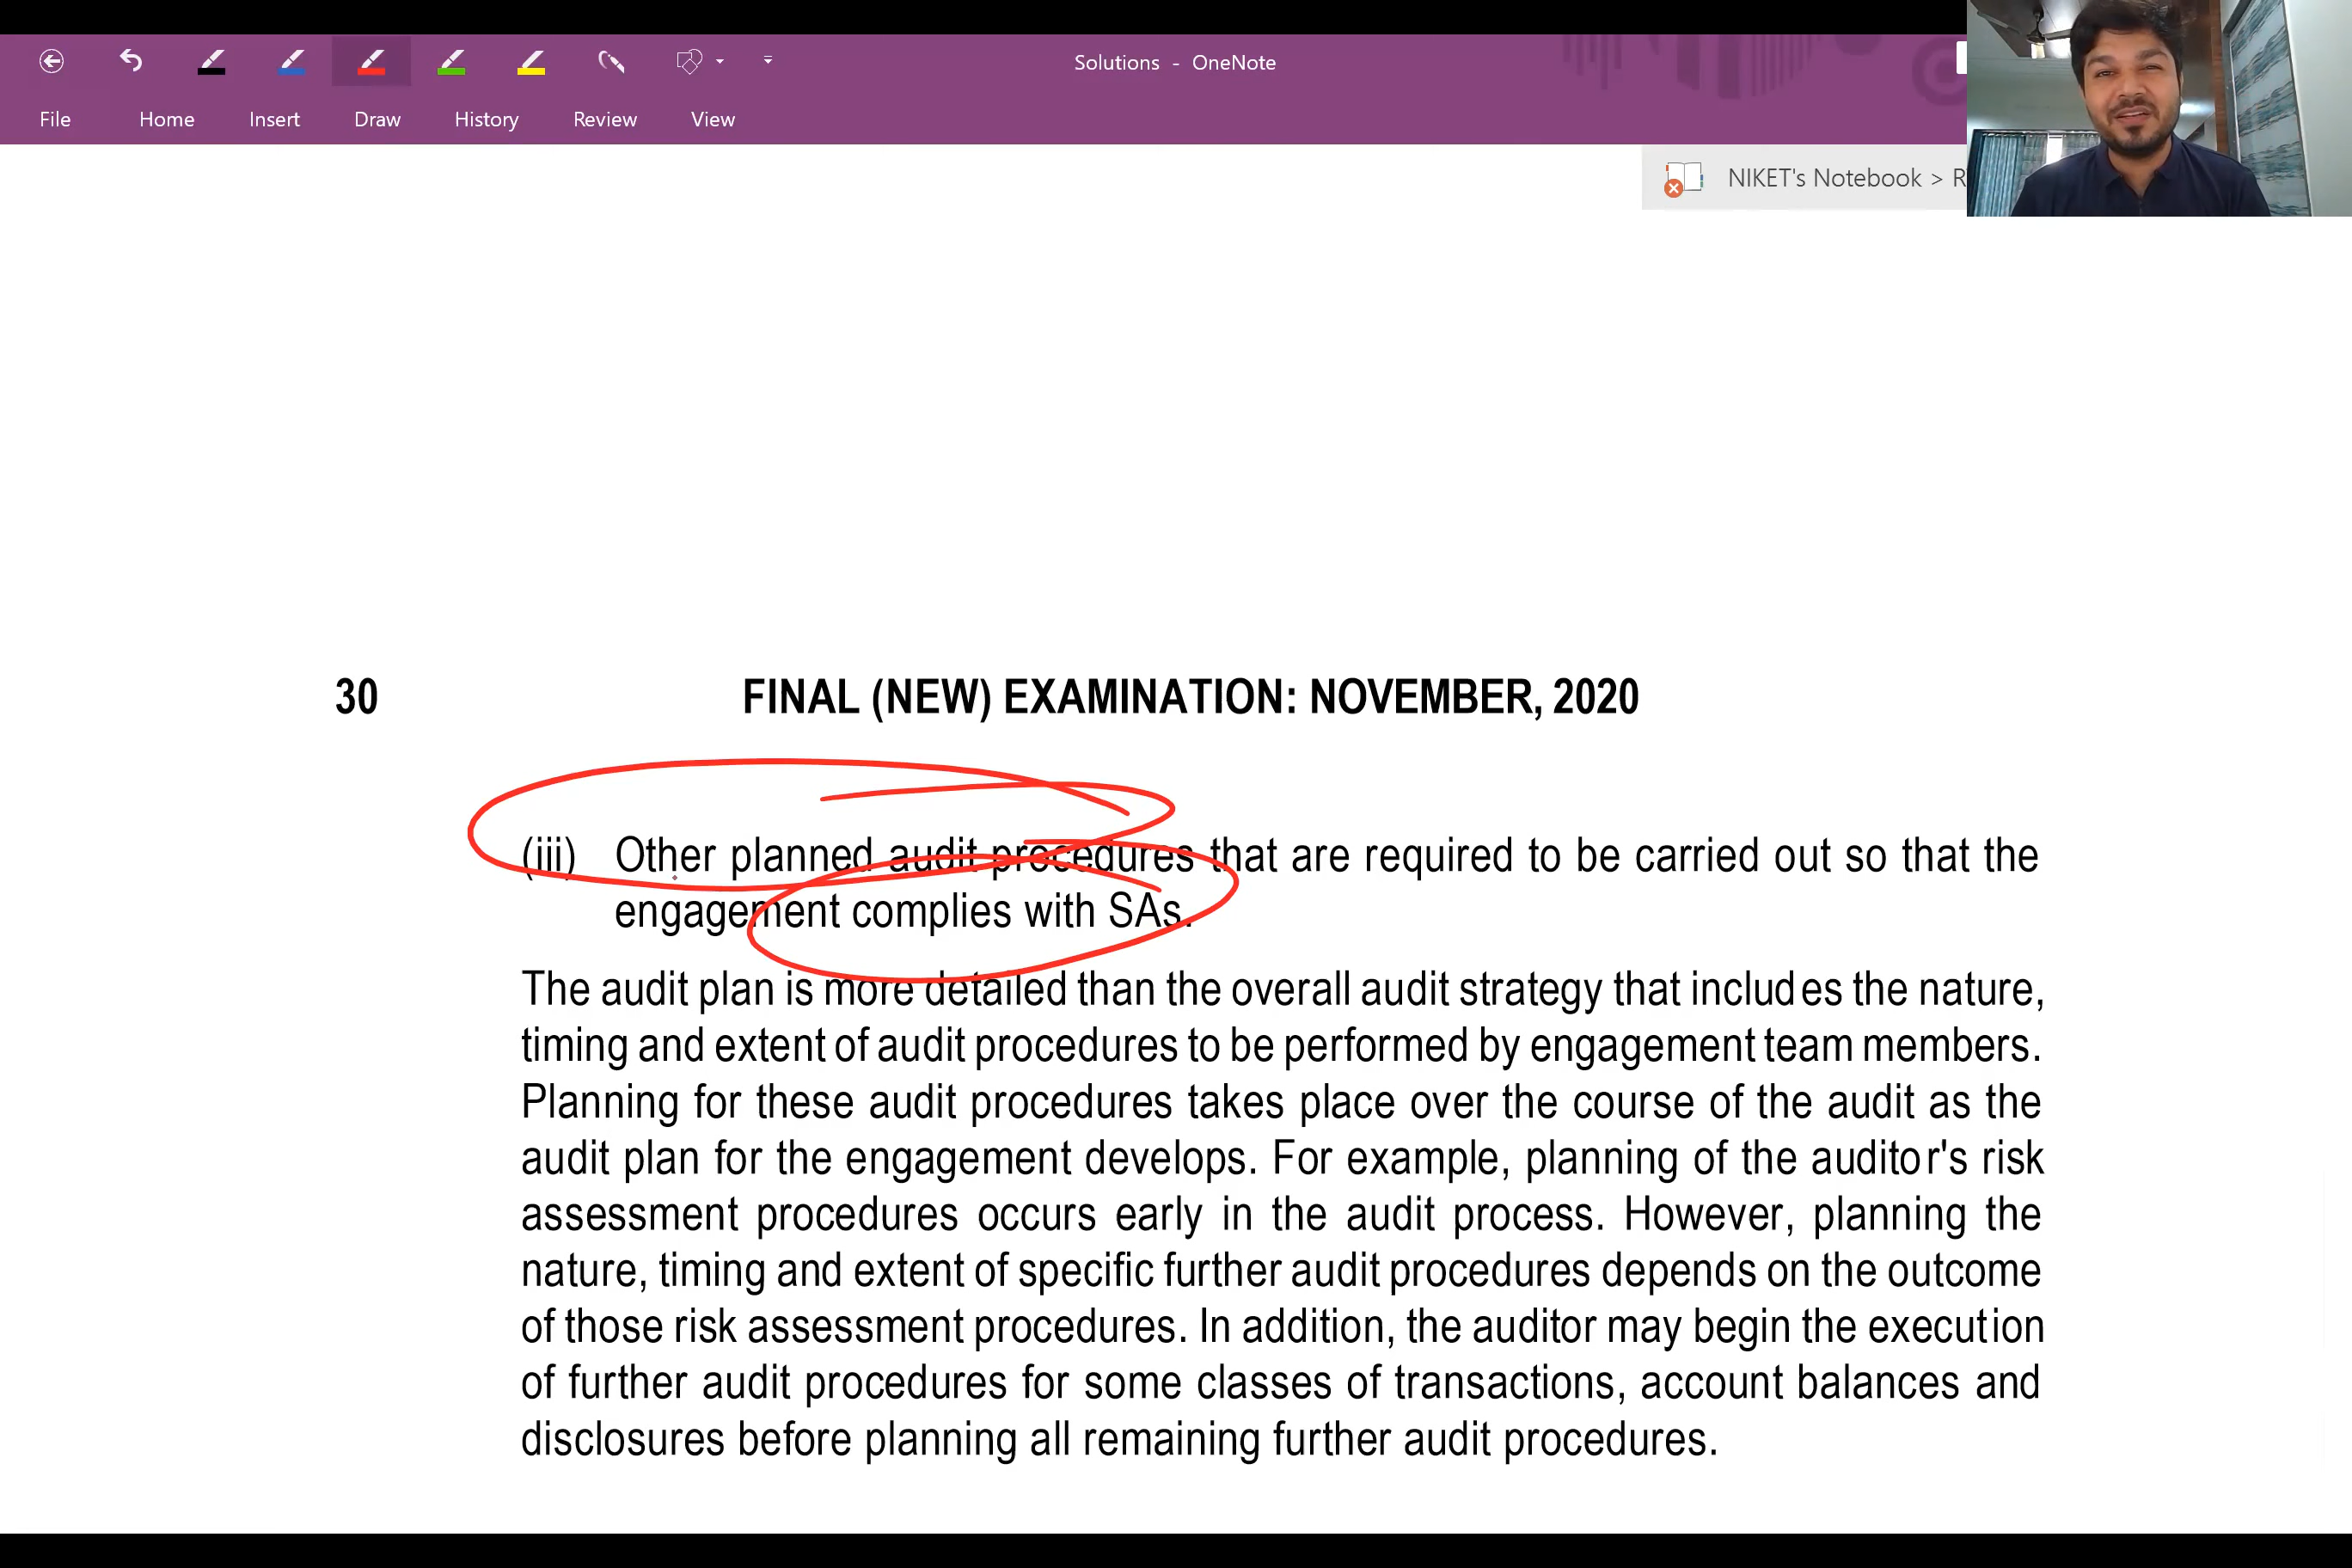 Solutions - OneNote
File Home Insert Draw History Review View
NIKET's Notebook > R
30 FINAL (NEW) EXAMINATION: NOVEMBER, 2020
(iii) Other planned audit procedures that are required to be carried out so that the
engagement complies with SAs.
The audit plan is more detailed than the overall audit strategy that includes the nature,
timing and extent of audit procedures to be performed by engagement team members.
Planning for these audit procedures takes place over the course of the audit as the
audit plan for the engagement develops. For example, planning of the auditor's risk
assessment procedures occurs early in the audit process. However, planning the
nature, timing and extent of specific further audit procedures depends on the outcome
of those risk assessment procedures. In addition, the auditor may begin the execution
of further audit procedures for some classes of transactions, account balances and
disclosures before planning all remaining further audit procedures.